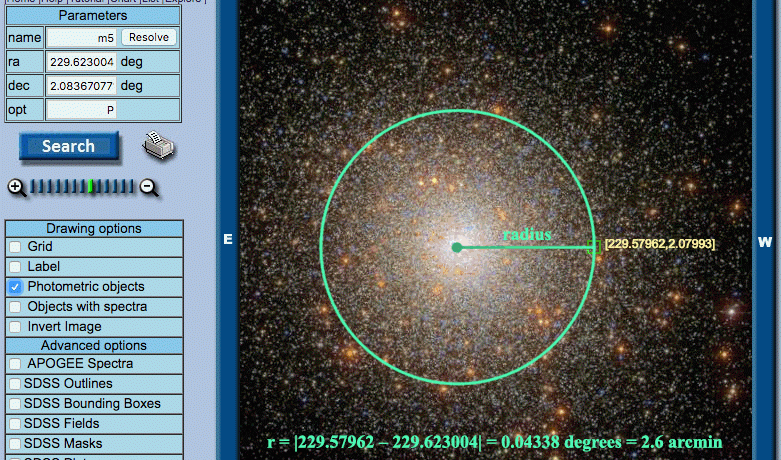 Home |Help |Tutorial |Chart |List |Explore |
Parameters
name m5 Resolve
ra 229.623004 deg
dec 2.08367077 deg
opt P
Search
Drawing options
Grid
Label
Photometric objects
Objects with spectra
Invert Image
Advanced options
APOGEE Spectra
SDSS Outlines
SDSS Bounding Boxes
SDSS Fields
SDSS Masks
E
radius
[229.57962,2.07993]
W
r = |229.57962 – 229.623004| = 0.04338 degrees = 2.6 arcmin